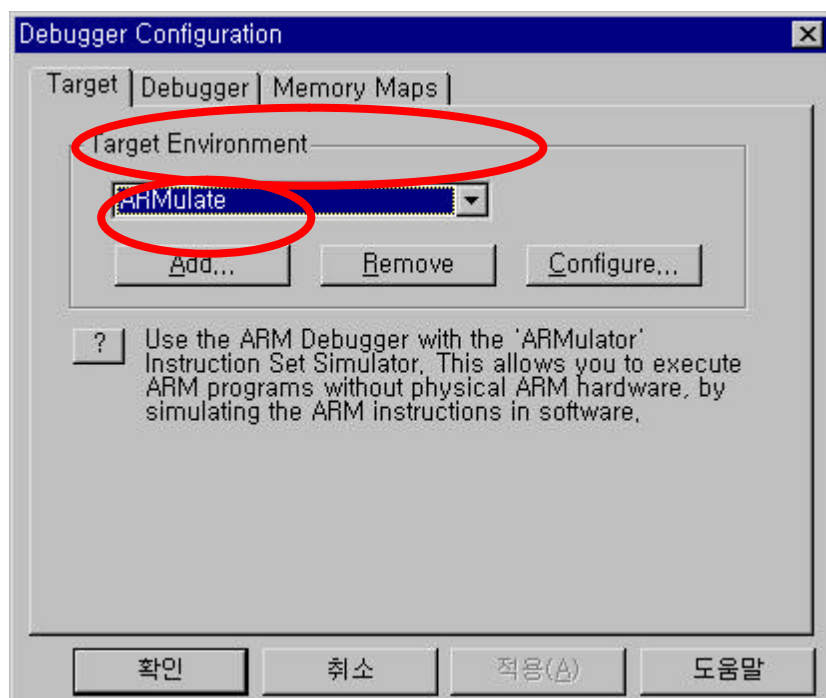 Debugger Configuration
Target Debugger Memory Maps
Target Environment
ARMulate
Add... Remove Configure...
? Use the ARM Debugger with the 'ARMulator'
Instruction Set Simulator. This allows you to execute
ARM programs without physical ARM hardware, by
simulating the ARM instructions in software.
확인 취소 적용(A) 도움말